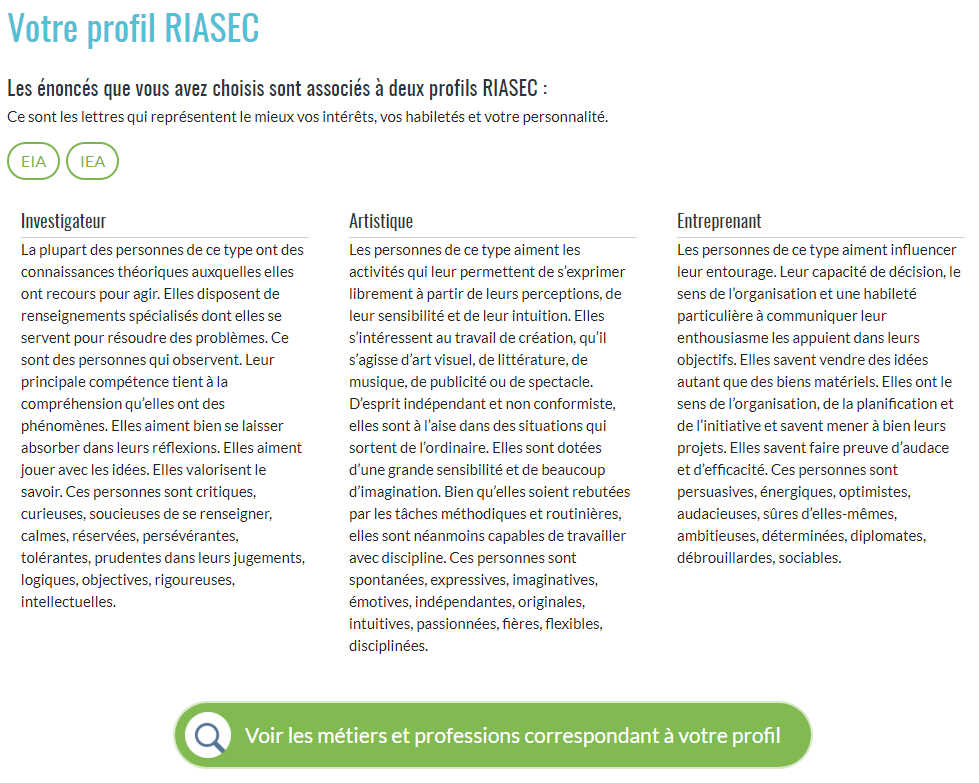 Votre profil RIASEC
Les énoncés que vous avez choisis sont associés à deux profils RIASEC :
Ce sont les lettres qui représentent le mieux vos intérêts, vos habiletés et votre personnalité.
EIA IEA
Investigateur
La plupart des personnes de ce type ont des
connaissances théoriques auxquelles elles
ont recours pour agir. Elles disposent de
renseignements spécialisés dont elles se
servent pour résoudre des problèmes. Ce
sont des personnes qui observent. Leur
principale compétence tient à la
compréhension qu’elles ont des
phénomènes. Elles aiment bien se laisser
absorber dans leurs réflexions. Elles aiment
jouer avec les idées. Elles valorisent le
savoir. Ces personnes sont critiques,
curieuses, soucieuses de se renseigner,
calmes, réservées, persévérantes,
tolérantes, prudentes dans leurs jugements,
logiques, objectives, rigoureuses,
intellectuelles.
Artistique
Les personnes de ce type aiment les
activités qui leur permettent de s’exprimer
librement à partir de leurs perceptions, de
leur sensibilité et de leur intuition. Elles
s’intéressent au travail de création, qu’il
s’agisse d’art visuel, de littérature, de
musique, de publicité ou de spectacle.
D’esprit indépendant et non conformiste,
elles sont à l’aise dans des situations qui
sortent de l’ordinaire. Elles sont dotées
d’une grande sensibilité et de beaucoup
d’imagination. Bien qu’elles soient rebutées
par les tâches méthodiques et routinières,
elles sont néanmoins capables de travailler
avec discipline. Ces personnes sont
spontanées, expressives, imaginatives,
émotives, indépendantes, originales,
intuitives, passionnées, fières, flexibles,
disciplinées.
Entreprenant
Les personnes de ce type aiment influencer
leur entourage. Leur capacité de décision, le
sens de l’organisation et une habileté
particulière à communiquer leur
enthousiasme les appuient dans leurs
objectifs. Elles savent vendre des idées
autant que des biens matériels. Elles ont le
sens de l’organisation, de la planification et
de l’initiative et savent mener à bien leurs
projets. Elles savent faire preuve d’audace
et d’efficacité. Ces personnes sont
persuasives, énergiques, optimistes,
audacieuses, sûres d’elles-mêmes,
ambitieuses, déterminées, diplomates,
débrouillardes, sociables.
Voir les métiers et professions correspondant à votre profil